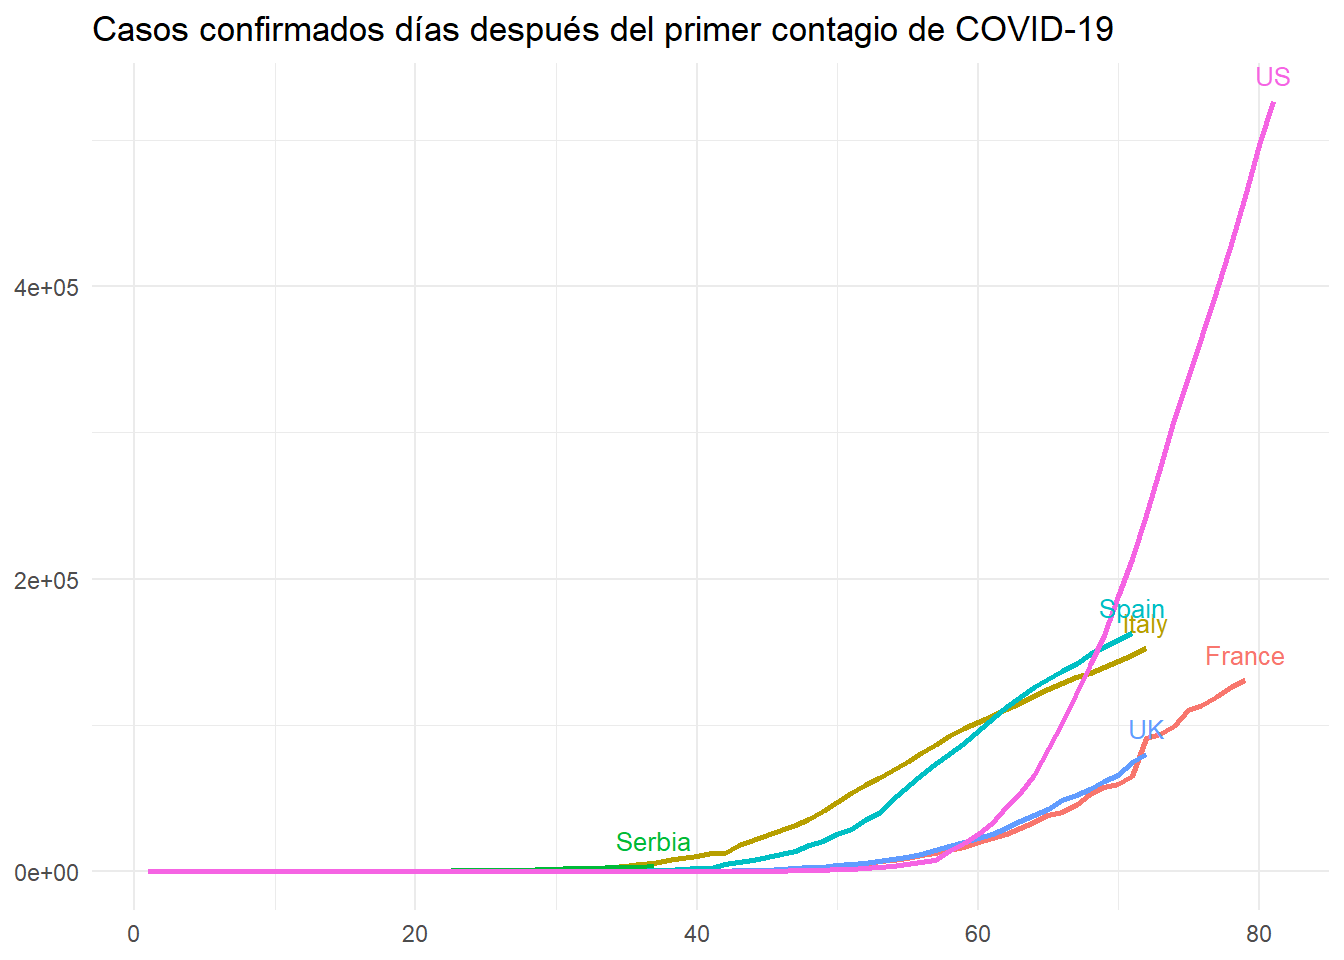 Casos confirmados días después del primer contagio de COVID-19
US
4e+05
2e+05
Spain
Italy
France
UK
Serbia
0e+00
0 20 40 60 80